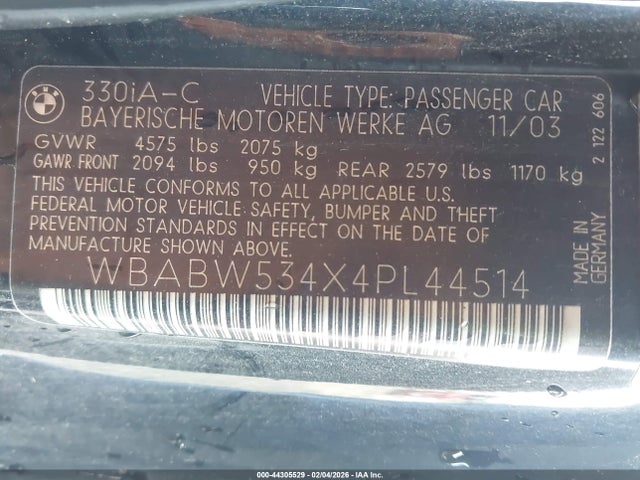 BMW
330iA-C VEHICLE TYPE: PASSENGER CAR
BAYERISCHE MOTOREN WERKE AG 11/03
GVWR 4575 lbs 2075 kg
GAWR FRONT 2094 lbs 950 kg REAR 2579 lbs 1170 kg
THIS VEHICLE CONFORMS TO ALL APPLICABLE U.S.
FEDERAL MOTOR VEHICLE SAFETY, BUMPER AND THEFT
PREVENTION STANDARDS IN EFFECT ON THE DATE OF
MANUFACTURE SHOWN ABOVE.
WBABW534X4PL44514
MADE IN
GERMANY
2 122 606
000-44305529 - 02/04/2026 - IAA Inc.